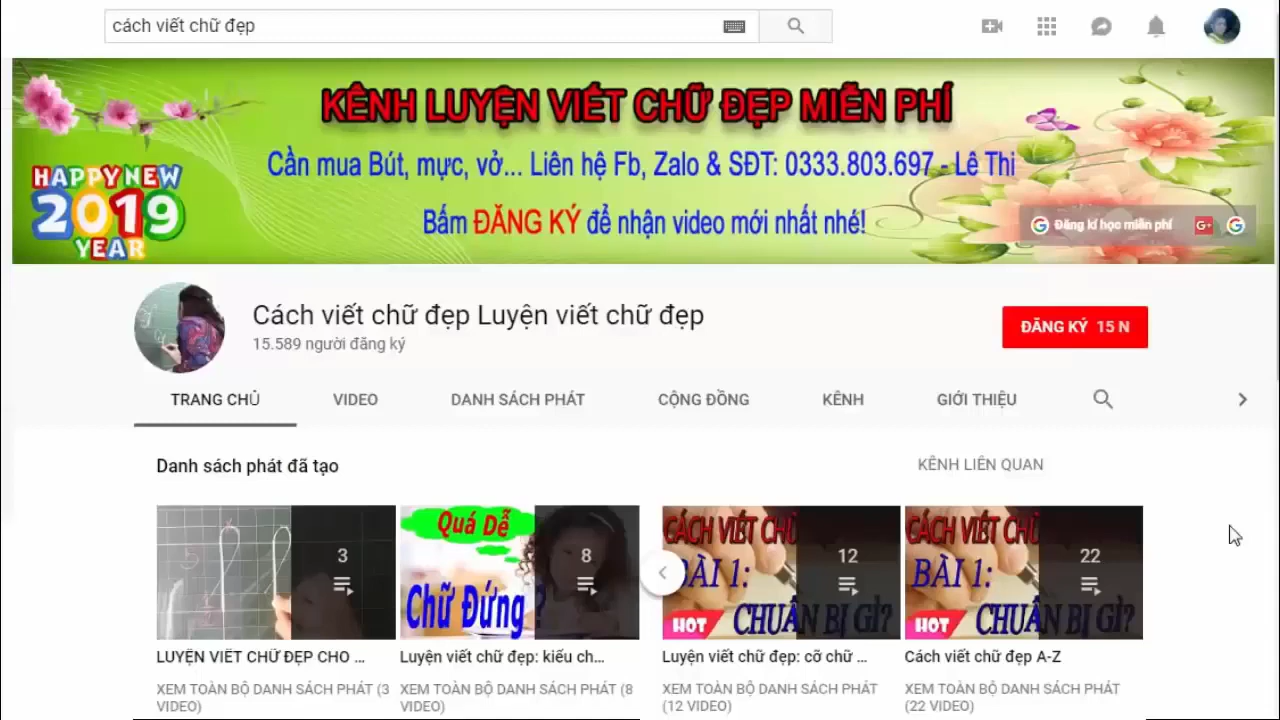 cách viết chữ đẹp
KÊNH LUYỆN VIẾT CHỮ ĐẸP MIỄN PHÍ
Cần mua Bút, mực, vở... Liên hệ Fb, Zalo & SĐT: 0333.803.697 - Lê Thi
HAPPY NEW
2019
YEAR
Bấm ĐĂNG KÝ để nhận video mới nhất nhé!
Đăng kí học miễn phí
Cách viết chữ đẹp Luyện viết chữ đẹp
15.589 người đăng ký
ĐĂNG KÝ 15 N
TRANG CHỦ
VIDEO
DANH SÁCH PHÁT
CỘNG ĐỒNG
KÊNH
GIỚI THIỆU
Danh sách phát đã tạo
KÊNH LIÊN QUAN
3
Quá Dễ
Chữ Đứng ?
8
CÁCH VIẾT CHỮ
BÀI 1:
CHUẨN BỊ GÌ?
HOT
12
CÁCH VIẾT CHỮ
BÀI 1:
CHUẨN BỊ GÌ?
HOT
22
LUYỆN VIẾT CHỮ ĐẸP CHO ...
XEM TOÀN BỘ DANH SÁCH PHÁT (3
VIDEO)
Luyện viết chữ đẹp: kiểu ch...
XEM TOÀN BỘ DANH SÁCH PHÁT (8
VIDEO)
Luyện viết chữ đẹp: cỡ chữ ...
XEM TOÀN BỘ DANH SÁCH PHÁT
(12 VIDEO)
Cách viết chữ đẹp A-Z
XEM TOÀN BỘ DANH SÁCH PHÁT
(22 VIDEO)